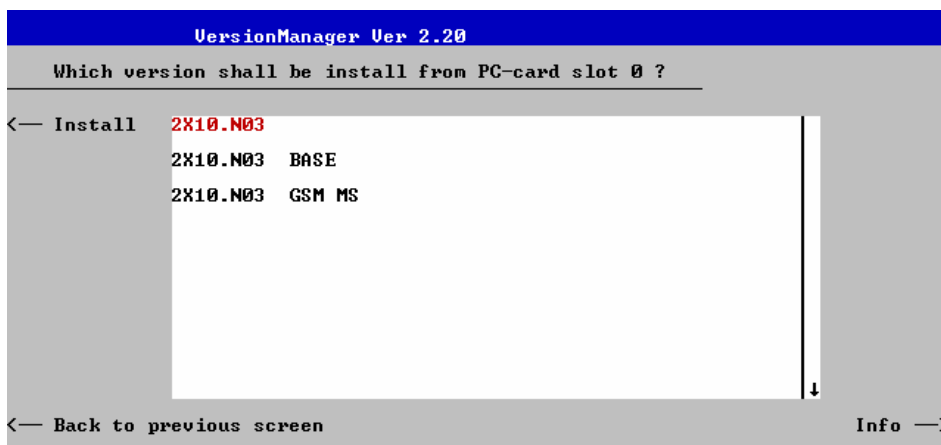 VersionManager Ver 2.20
Which version shall be install from PC-card slot 0 ?
<— Install 2X10.N03
2X10.N03 BASE
2X10.N03 GSM MS
<— Back to previous screen Info —